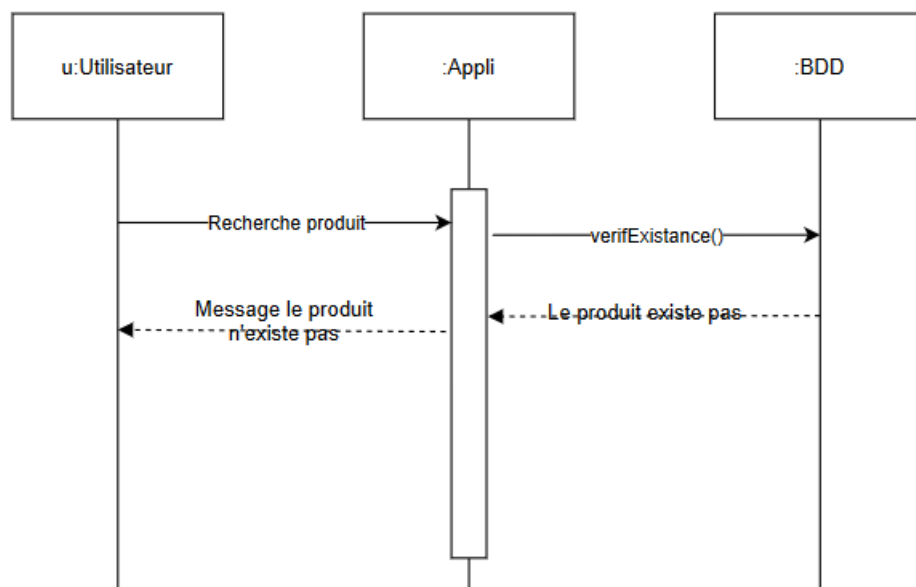 u:Utilisateur
:Appli
:BDD
Recherche produit
verifExistance()
Le produit existe pas
Message le produit
n'existe pas